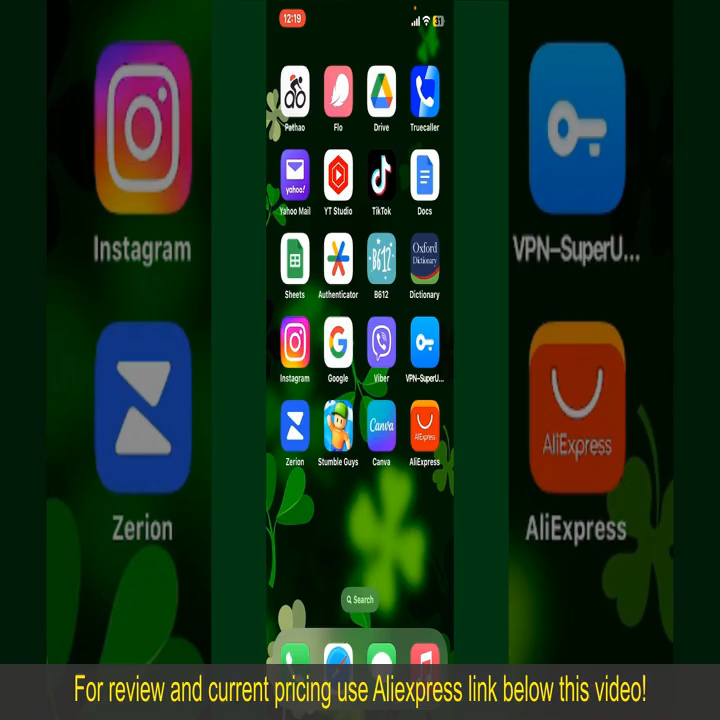 12:19
31
Pathao
Flo
Drive
Truecaller
yahoo!
Yahoo Mail
YT Studio
TikTok
Docs
Oxford
Dictionary
B612
Sheets
Authenticator
B612
Dictionary
Instagram
Google
Viber
VPN-SuperU...
Canva
AliExpress
Zerion
Stumble Guys
Canva
AliExpress
Search
Instagram
Zerion
VPN-SuperU...
AliExpress
AliExpress
For review and current pricing use Aliexpress link below this video!